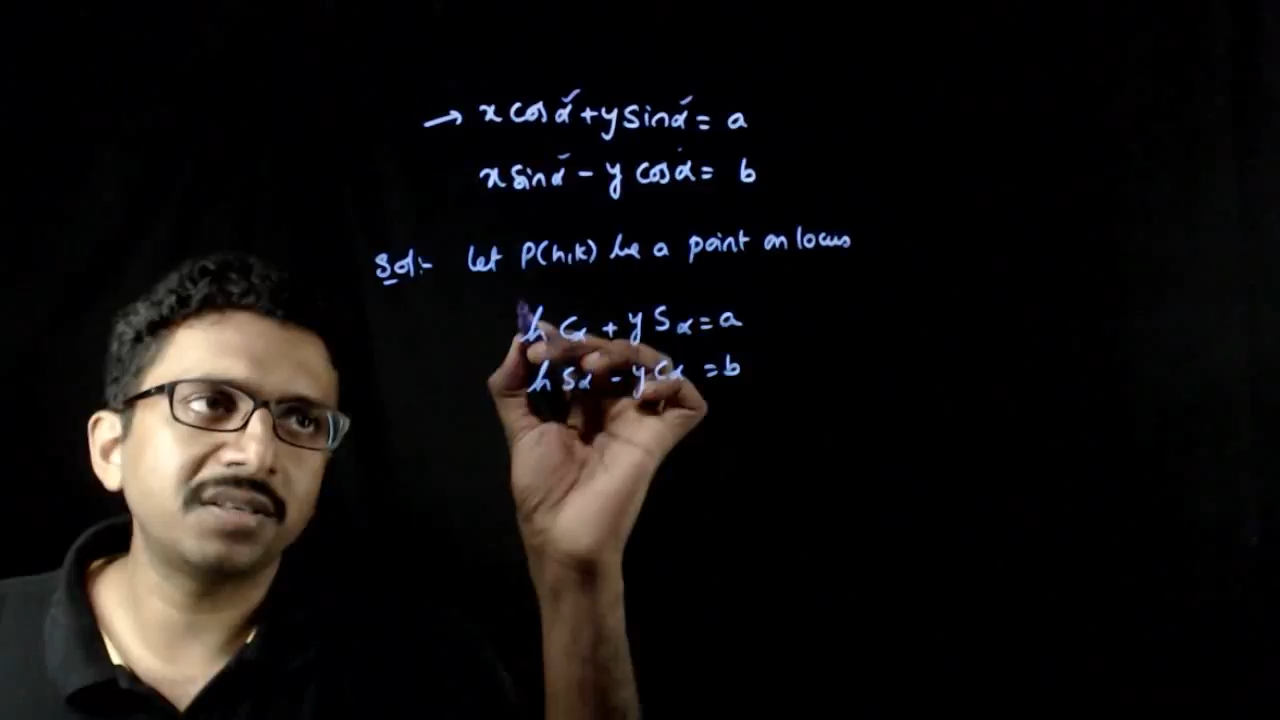 → x cos α + y sin α = a
x sin α - y cos α = b
Sol:- Let P(h,k) be a point on locus
h Cα + y Sα = a
h Sα - y Cα = b